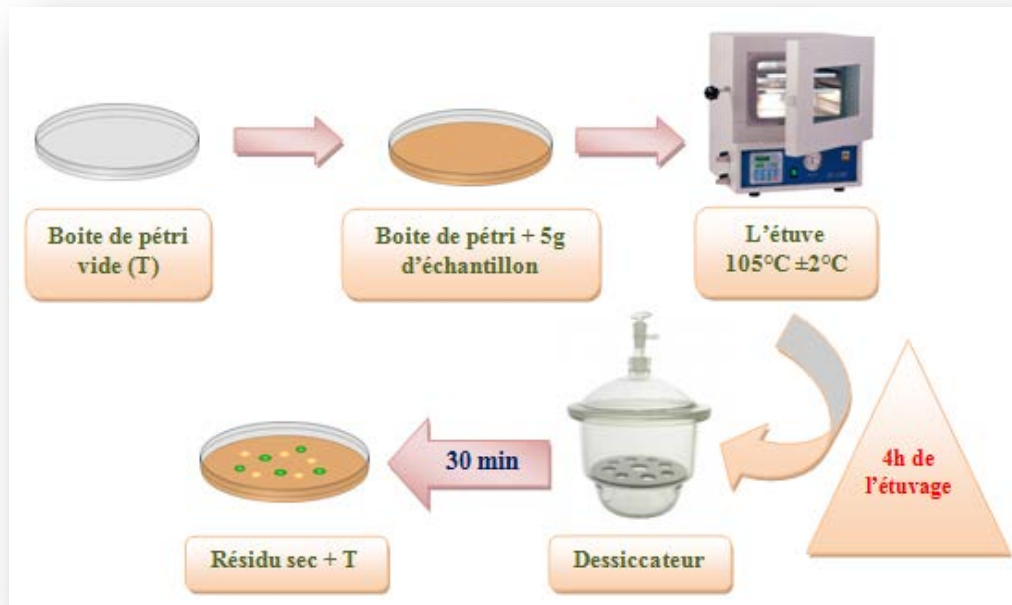 Boite de pétri
vide (T)
Boite de pétri + 5g
d'échantillon
L'étuve
105°C ±2°C
4h de
l'étuvage
30 min
Résidu sec + T
Dessiccateur